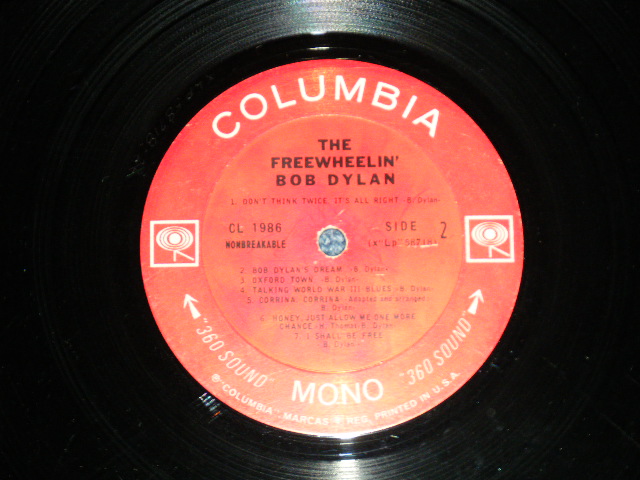 COLUMBIA
THE
FREEWHEELIN'
BOB DYLAN
1. DON'T THINK TWICE, IT'S ALL RIGHT -B. Dylan-
CL 1986
NONBREAKABLE
SIDE 2
2. BOB DYLAN'S DREAM -B. Dylan-
3. OXFORD TOWN -B. Dylan-
4. TALKING WORLD WAR III BLUES -B. Dylan-
5. CORRINA, CORRINA -Adapted and arranged: B. Dylan-
6. HONEY, JUST ALLOW ME ONE MORE
CHANCE -H. Thomas-B. Dylan-
7. I SHALL BE FREE
-B. Dylan-
"360 SOUND"
MONO
"360 SOUND"
℗ "COLUMBIA", MARCAS REG. PRINTED IN U.S.A.